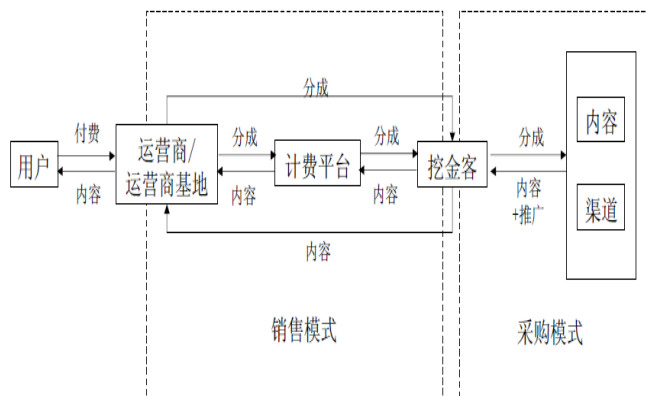 分成
付费
用户
内容
运营商/
运营商基地
分成
内容
计费平台
分成
内容
挖金客
分成
内容
+推广
内容
渠道
内容
销售模式
采购模式